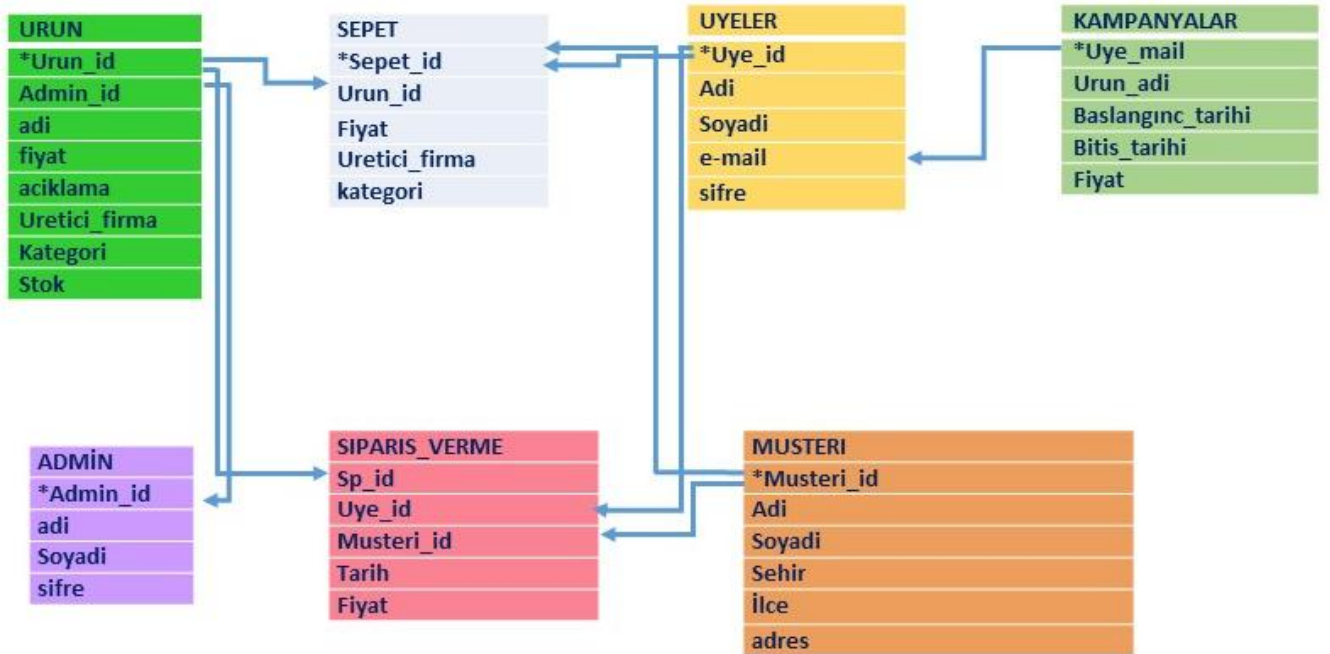 URUN
*Urun_id
Admin_id
adi
fiyat
aciklama
Uretici_firma
Kategori
Stok
SEPET
*Sepet_id
Urun_id
Fiyat
Uretici_firma
kategori
UYELER
*Uye_id
Adi
Soyadi
e-mail
sifre
KAMPANYALAR
*Uye_mail
Urun_adi
Baslangınc_tarihi
Bitis_tarihi
Fiyat
ADMİN
*Admin_id
adi
Soyadi
sifre
SIPARIS_VERME
Sp_id
Uye_id
Musteri_id
Tarih
Fiyat
MUSTERI
*Musteri_id
Adi
Soyadi
Sehir
İlce
adres